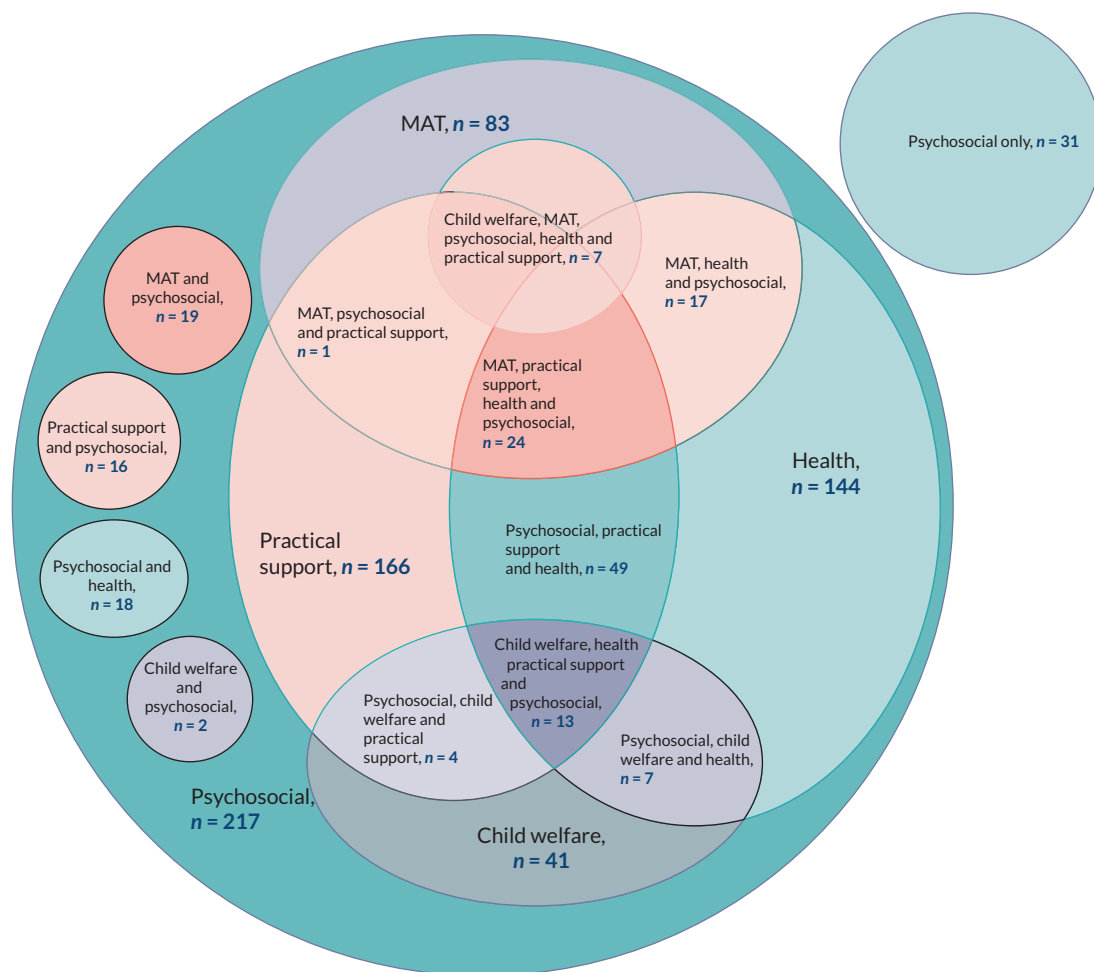 MAT, n = 83
Psychosocial only, n = 31
Child welfare, MAT,
psychosocial, health and
practical support, n = 7
MAT and
psychosocial,
n = 19
MAT, health
and psychosocial,
n = 17
MAT, psychosocial
and practical support,
n = 1
MAT, practical
support,
health and
psychosocial,
n = 24
Practical support
and psychosocial,
n = 16
Health,
n = 144
Practical
support, n = 166
Psychosocial, practical
support
and health, n = 49
Psychosocial and
health,
n = 18
Child welfare
and
psychosocial,
n = 2
Child welfare, health
practical support
and
psychosocial,
n = 13
Psychosocial, child
welfare and
practical
support, n = 4
Psychosocial, child
welfare and health,
n = 7
Psychosocial,
n = 217
Child welfare,
n = 41